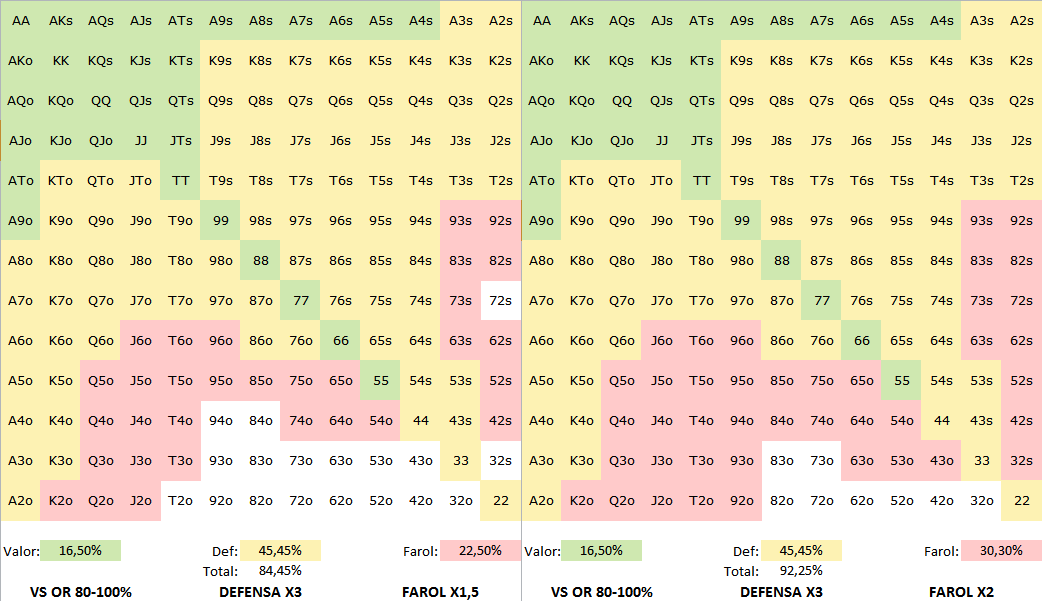 AA AKs AQs AJs ATs A9s A8s A7s A6s A5s A4s A3s A2s AA AKs AQs AJs ATs A9s A8s A7s A6s A5s A4s A3s A2s
AKo KK KQs KJs KTs K9s K8s K7s K6s K5s K4s K3s K2s AKo KK KQs KJs KTs K9s K8s K7s K6s K5s K4s K3s K2s
AQo KQo QQ QJs QTs Q9s Q8s Q7s Q6s Q5s Q4s Q3s Q2s AQo KQo QQ QJs QTs Q9s Q8s Q7s Q6s Q5s Q4s Q3s Q2s
AJo KJo QJo JJ JTs J9s J8s J7s J6s J5s J4s J3s J2s AJo KJo QJo JJ JTs J9s J8s J7s J6s J5s J4s J3s J2s
ATo KTo QTo JTo TT T9s T8s T7s T6s T5s T4s T3s T2s ATo KTo QTo JTo TT T9s T8s T7s T6s T5s T4s T3s T2s
A9o K9o Q9o J9o T9o 99 98s 97s 96s 95s 94s 93s 92s A9o K9o Q9o J9o T9o 99 98s 97s 96s 95s 94s 93s 92s
A8o K8o Q8o J8o T8o 98o 88 87s 86s 85s 84s 83s 82s A8o K8o Q8o J8o T8o 98o 88 87s 86s 85s 84s 83s 82s
A7o K7o Q7o J7o T7o 97o 87o 77 76s 75s 74s 73s 72s A7o K7o Q7o J7o T7o 97o 87o 77 76s 75s 74s 73s 72s
A6o K6o Q6o J6o T6o 96o 86o 76o 66 65s 64s 63s 62s A6o K6o Q6o J6o T6o 96o 86o 76o 66 65s 64s 63s 62s
A5o K5o Q5o J5o T5o 95o 85o 75o 65o 55 54s 53s 52s A5o K5o Q5o J5o T5o 95o 85o 75o 65o 55 54s 53s 52s
A4o K4o Q4o J4o T4o 94o 84o 74o 64o 54o 44 43s 42s A4o K4o Q4o J4o T4o 94o 84o 74o 64o 54o 44 43s 42s
A3o K3o Q3o J3o T3o 93o 83o 73o 63o 53o 43o 33 32s A3o K3o Q3o J3o T3o 93o 83o 73o 63o 53o 43o 33 32s
A2o K2o Q2o J2o T2o 92o 82o 72o 62o 52o 42o 32o 22 A2o K2o Q2o J2o T2o 92o 82o 72o 62o 52o 42o 32o 22
Valor: 16,50% Def: 45,45% Farol: 22,50% Valor: 16,50% Def: 45,45% Farol: 30,30%
Total: 84,45% Total: 92,25%
VS OR 80-100% DEFENSA X3 FAROL X1,5 VS OR 80-100% DEFENSA X3 FAROL X2